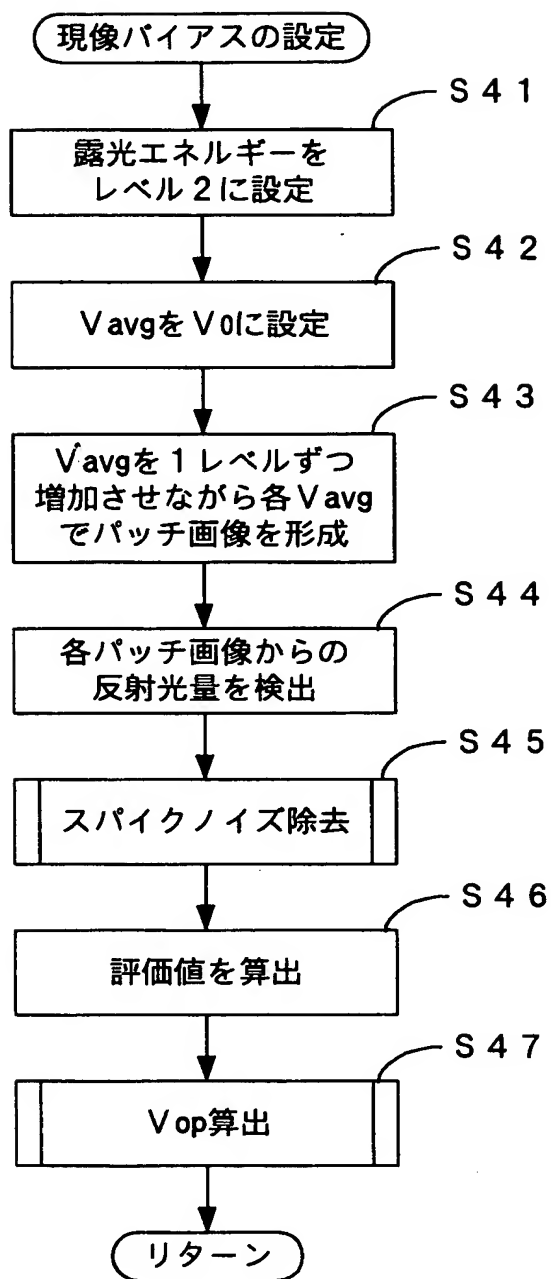 現像バイアスの設定
S41
露光エネルギーを
レベル2に設定
S42
VavgをV0に設定
S43
Vavgを1レベルずつ
増加させながら各Vavg
でパッチ画像を形成
S44
各パッチ画像からの
反射光量を検出
S45
スパイクノイズ除去
S46
評価値を算出
S47
Vop算出
リターン